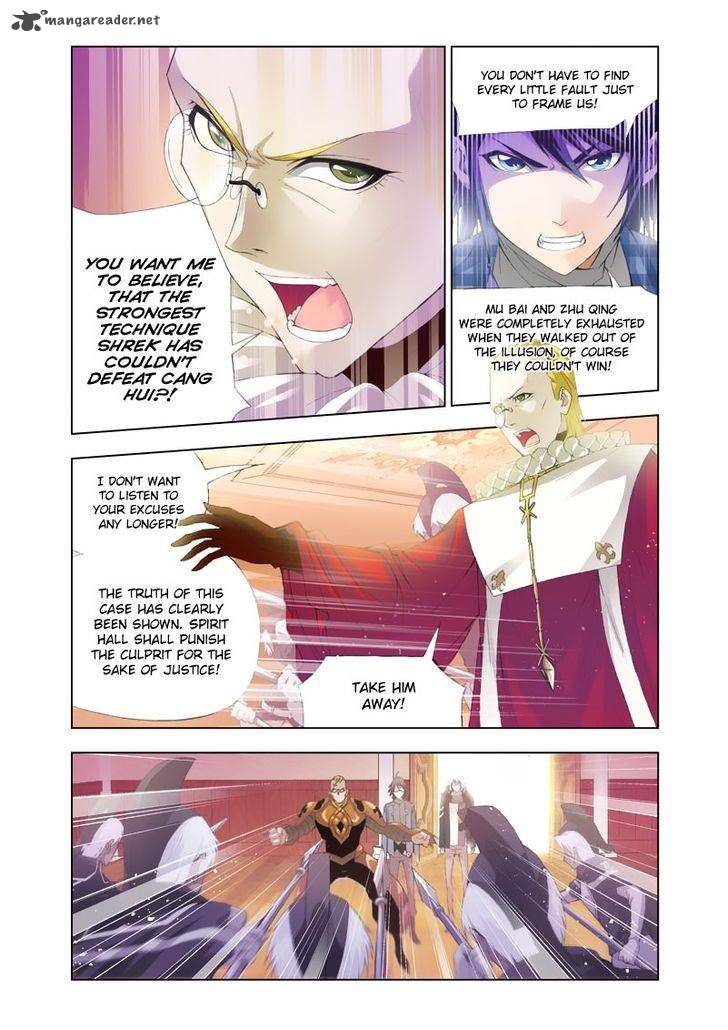 mangareader.net
YOU WANT ME
TO BELIEVE,
THAT THE
STRONGEST
TECHNIQUE
SHREK HAS
COULDN'T
DEFEAT CANG
HUI?!
YOU DON'T HAVE TO FIND
EVERY LITTLE FAULT JUST
TO FRAME US!
MU BAI AND ZHU QING
WERE COMPLETELY EXHAUSTED
WHEN THEY WALKED OUT OF
THE ILLUSION, OF COURSE
THEY COULDN'T WIN!
I DON'T WANT
TO LISTEN TO
YOUR EXCUSES
ANY LONGER!
THE TRUTH OF THIS
CASE HAS CLEARLY
BEEN SHOWN. SPIRIT
HALL SHALL PUNISH
THE CULPRIT FOR THE
SAKE OF JUSTICE!
TAKE HIM
AWAY!